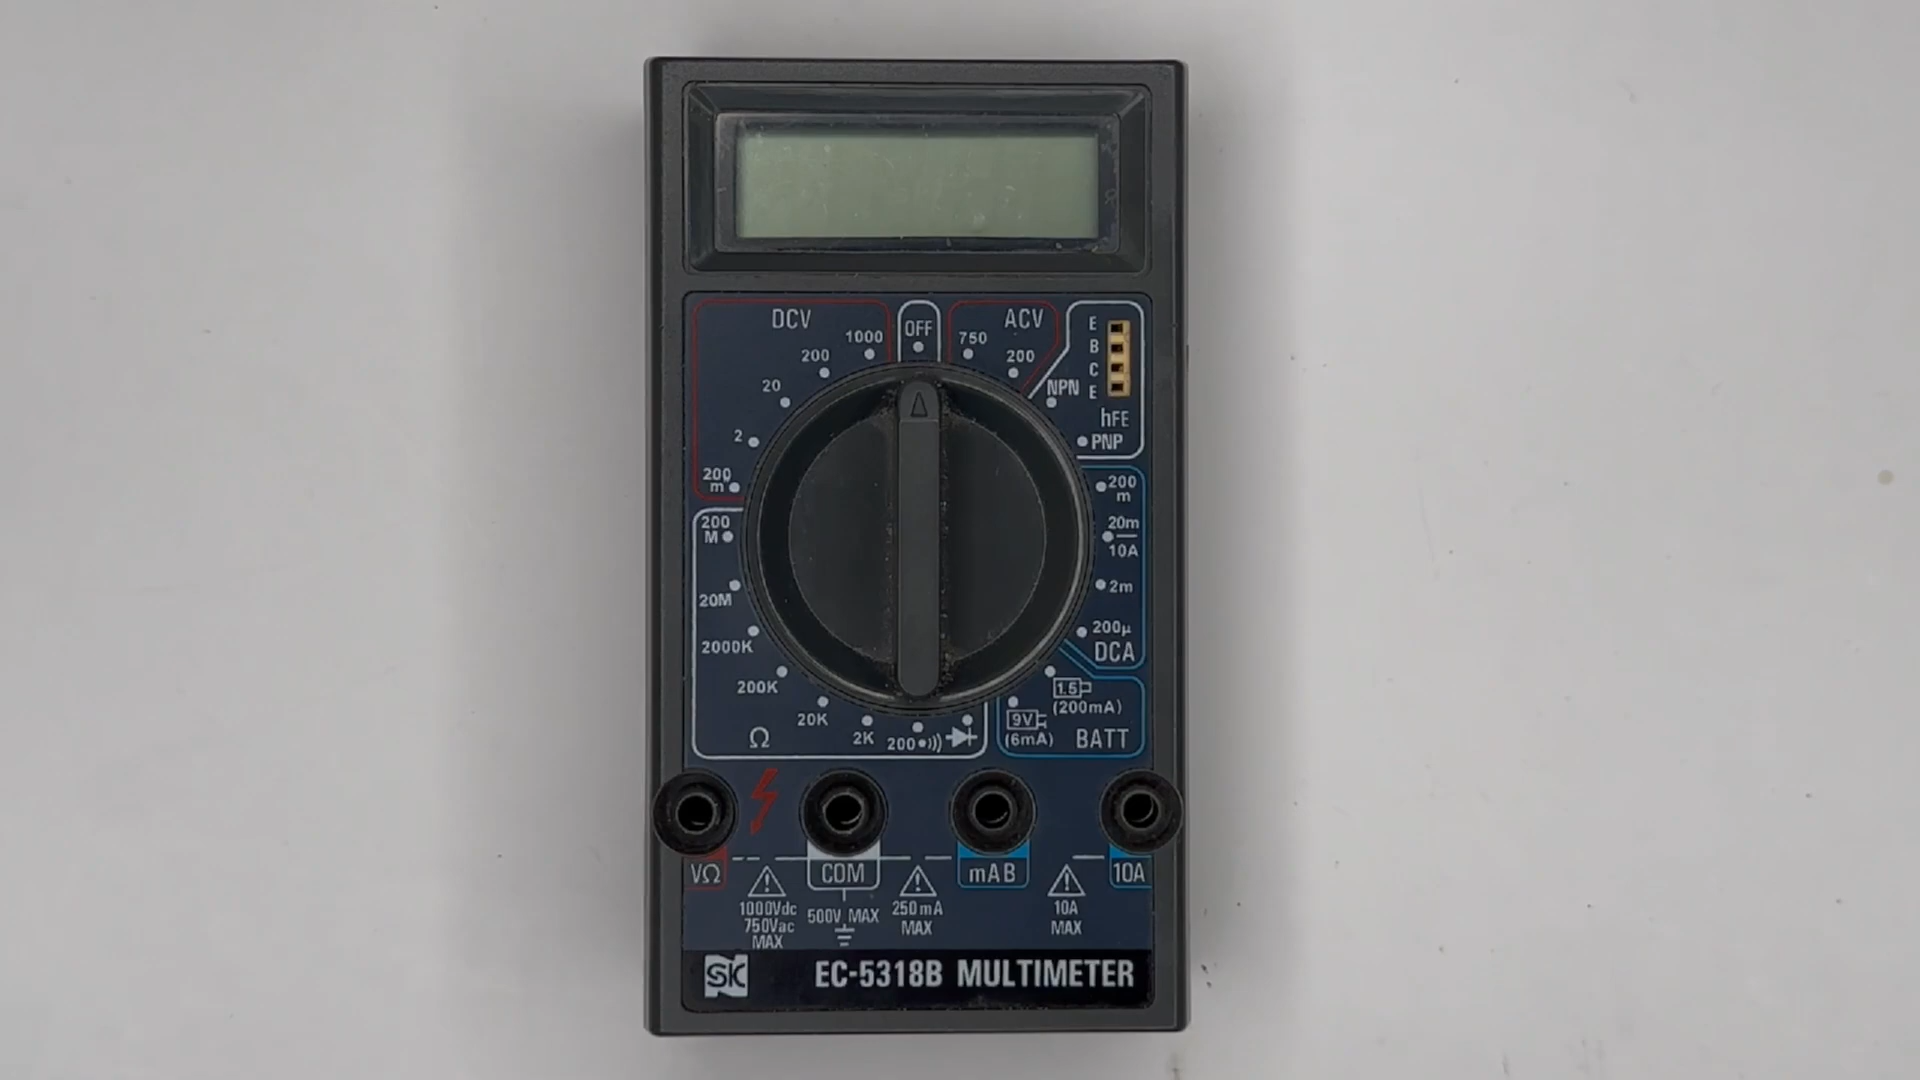 DCV
OFF
ACV
1000
750
200
200
20
2
200
m
E
B
C
E
NPN
hFE
PNP
200
m
20m
10A
2m
200µ
DCA
200
M
20M
2000K
200K
20K
2K
200
Ω
1.5
(200mA)
9V
(6mA)
BATT
VΩ
COM
mAB
10A
1000Vdc
750Vac
MAX
500V MAX
250mA
MAX
10A
MAX
SK
EC-5318B MULTIMETER